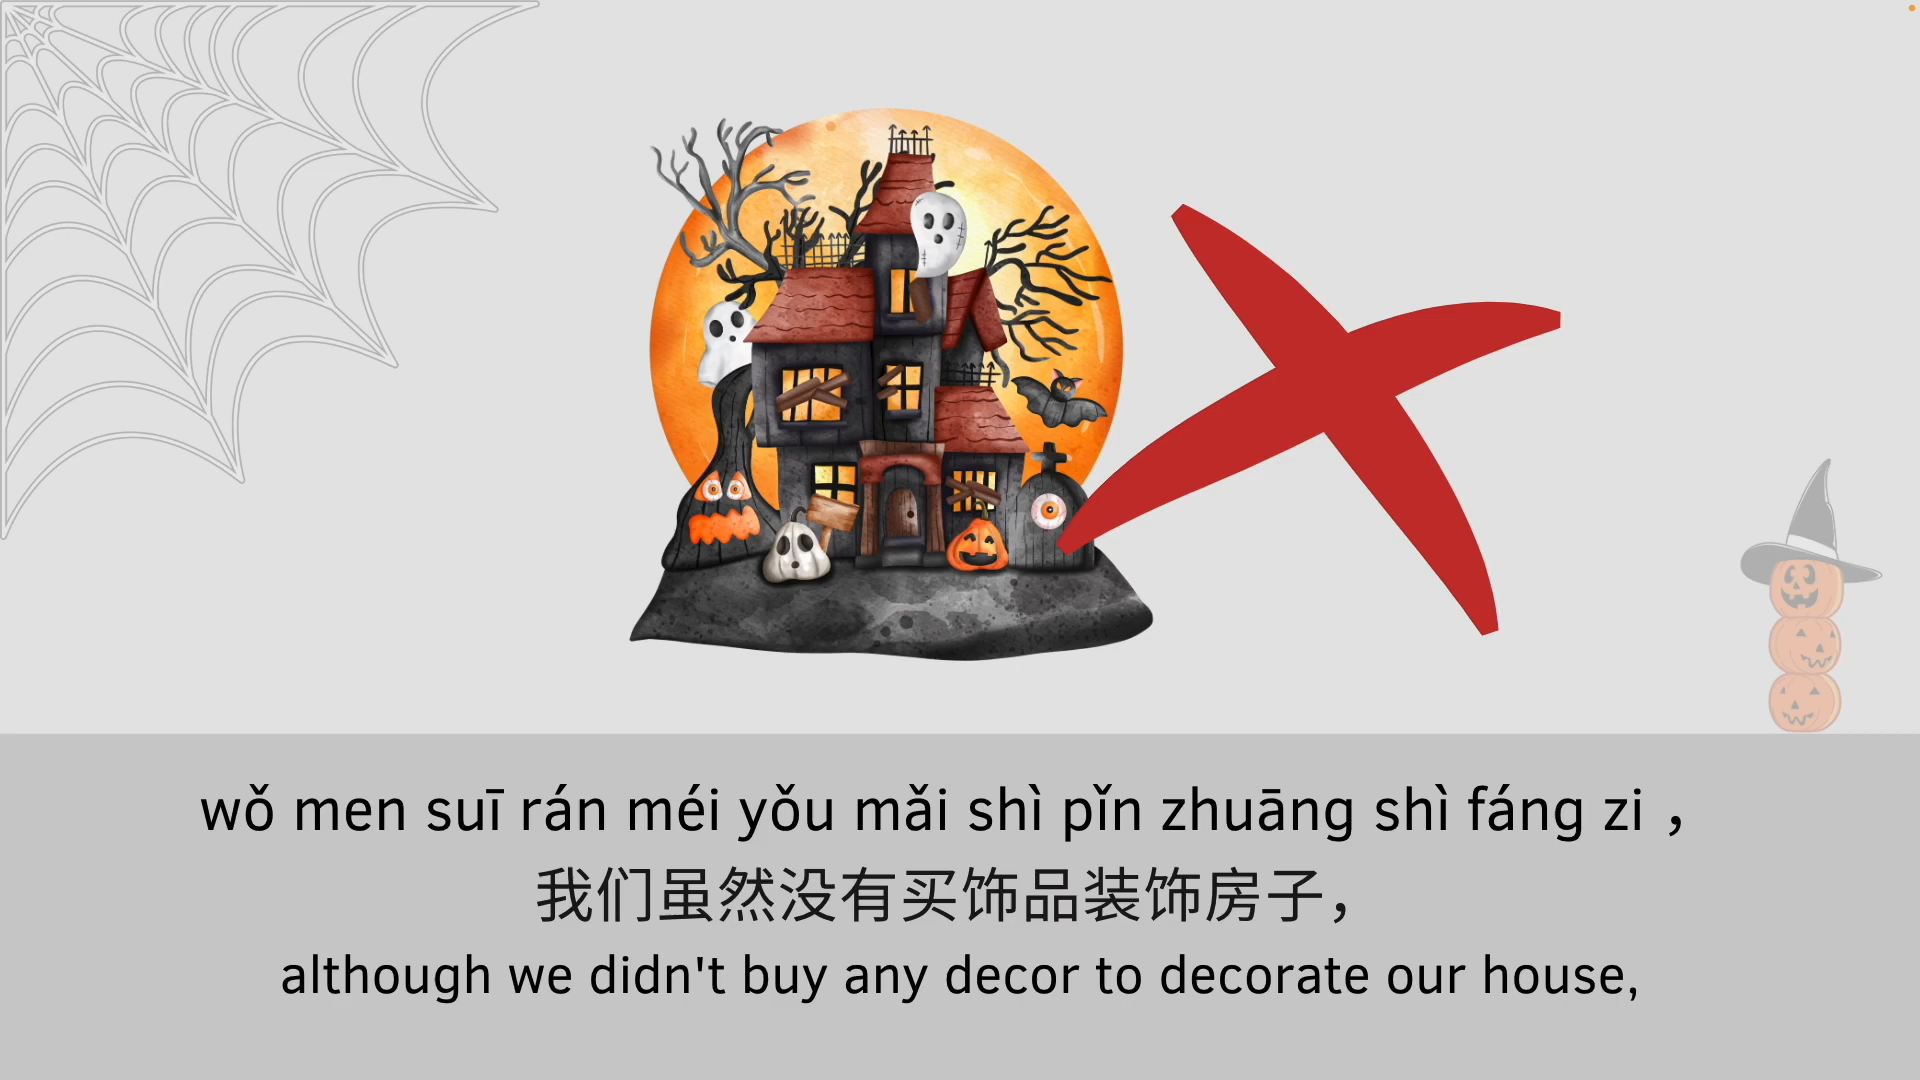 wǒ men suī rán méi yǒu mǎi shì pǐn zhuāng shì fáng zi ，
我们虽然没有买饰品装饰房子，
although we didn't buy any decor to decorate our house,